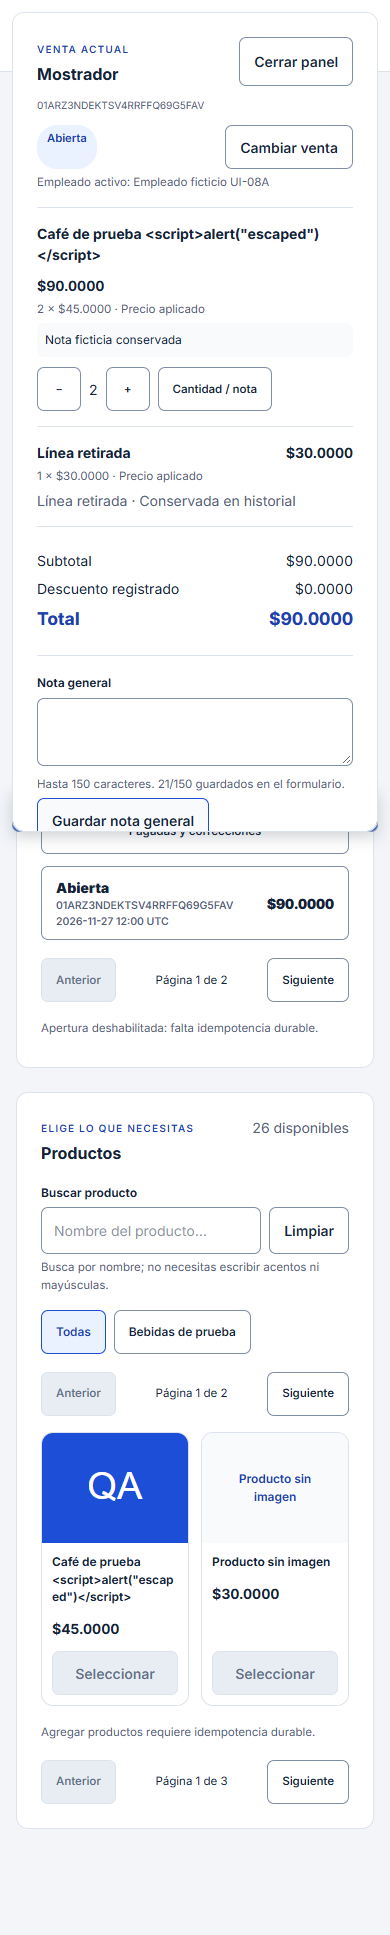 VENTA ACTUAL
Mostrador
Cerrar panel
01ARZ3NDEKTSV4RRFFQ69G5FAV
Abierta
Cambiar venta
Empleado activo: Empleado ficticio UI-08A
Café de prueba <script>alert("escaped")
</script>
$90.0000
2 × $45.0000 · Precio aplicado
Nota ficticia conservada
− 2 + Cantidad / nota
Línea retirada $30.0000
1 × $30.0000 · Precio aplicado
Línea retirada · Conservada en historial
Subtotal $90.0000
Descuento registrado $0.0000
Total $90.0000
Nota general
Hasta 150 caracteres. 21/150 guardados en el formulario.
Guardar nota general
Pagadas y correcciones
Abierta
01ARZ3NDEKTSV4RRFFQ69G5FAV
2026-11-27 12:00 UTC
$90.0000
Anterior Página 1 de 2 Siguiente
Apertura deshabilitada: falta idempotencia durable.
ELIGE LO QUE NECESITAS
Productos
26 disponibles
Buscar producto
Nombre del producto...
Limpiar
Busca por nombre; no necesitas escribir acentos ni
mayúsculas.
Todas Bebidas de prueba
Anterior Página 1 de 2 Siguiente
QA
Café de prueba
<script>alert("escap
ed")</script>
$45.0000
Seleccionar
Producto sin
imagen
Producto sin imagen
$30.0000
Seleccionar
Agregar productos requiere idempotencia durable.
Anterior Página 1 de 3 Siguiente